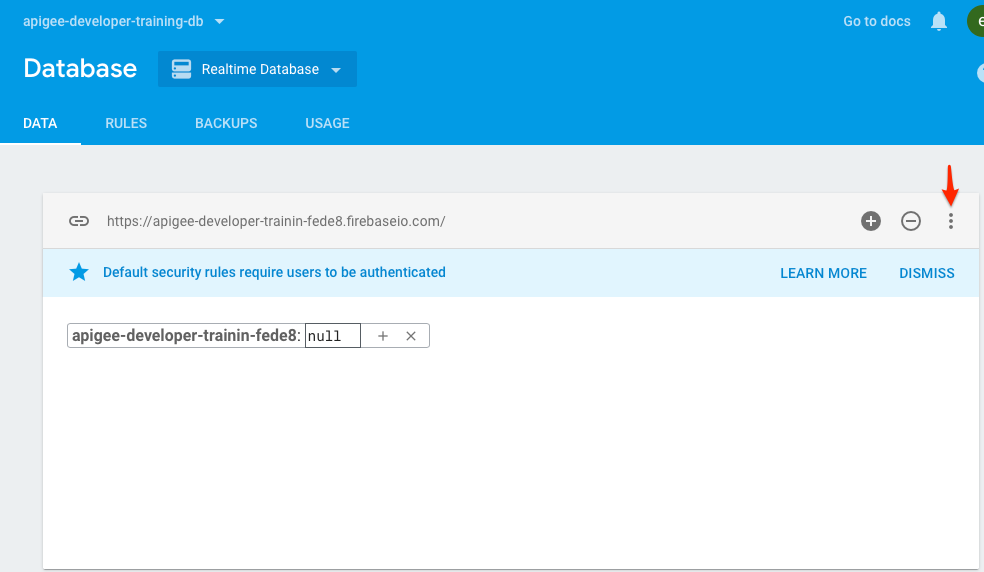 apigee-developer-training-db
Go to docs
Database
Realtime Database
DATA RULES BACKUPS USAGE
https://apigee-developer-trainin-fede8.firebaseio.com/
Default security rules require users to be authenticated
LEARN MORE DISMISS
apigee-developer-trainin-fede8: null